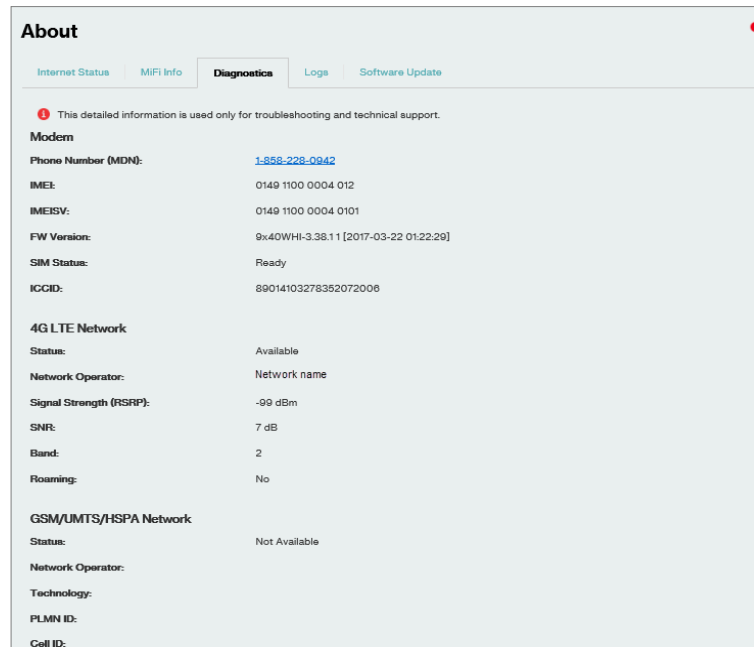 About
Internet Status MiFi Info Diagnostics Logs Software Update
This detailed information is used only for troubleshooting and technical support.
Modem
Phone Number (MDN): 1-858-228-0942
IMEI: 0149 1100 0004 012
IMEISV: 0149 1100 0004 0101
FW Version: 9x40WHI-3.38.11 [2017-03-22 01:22:29]
SIM Status: Ready
ICCID: 89014103278352072006
4G LTE Network
Status: Available
Network Operator: Network name
Signal Strength (RSRP): -99 dBm
SNR: 7 dB
Band: 2
Roaming: No
GSM/UMTS/HSPA Network
Status: Not Available
Network Operator:
Technology:
PLMN ID:
Cell ID: